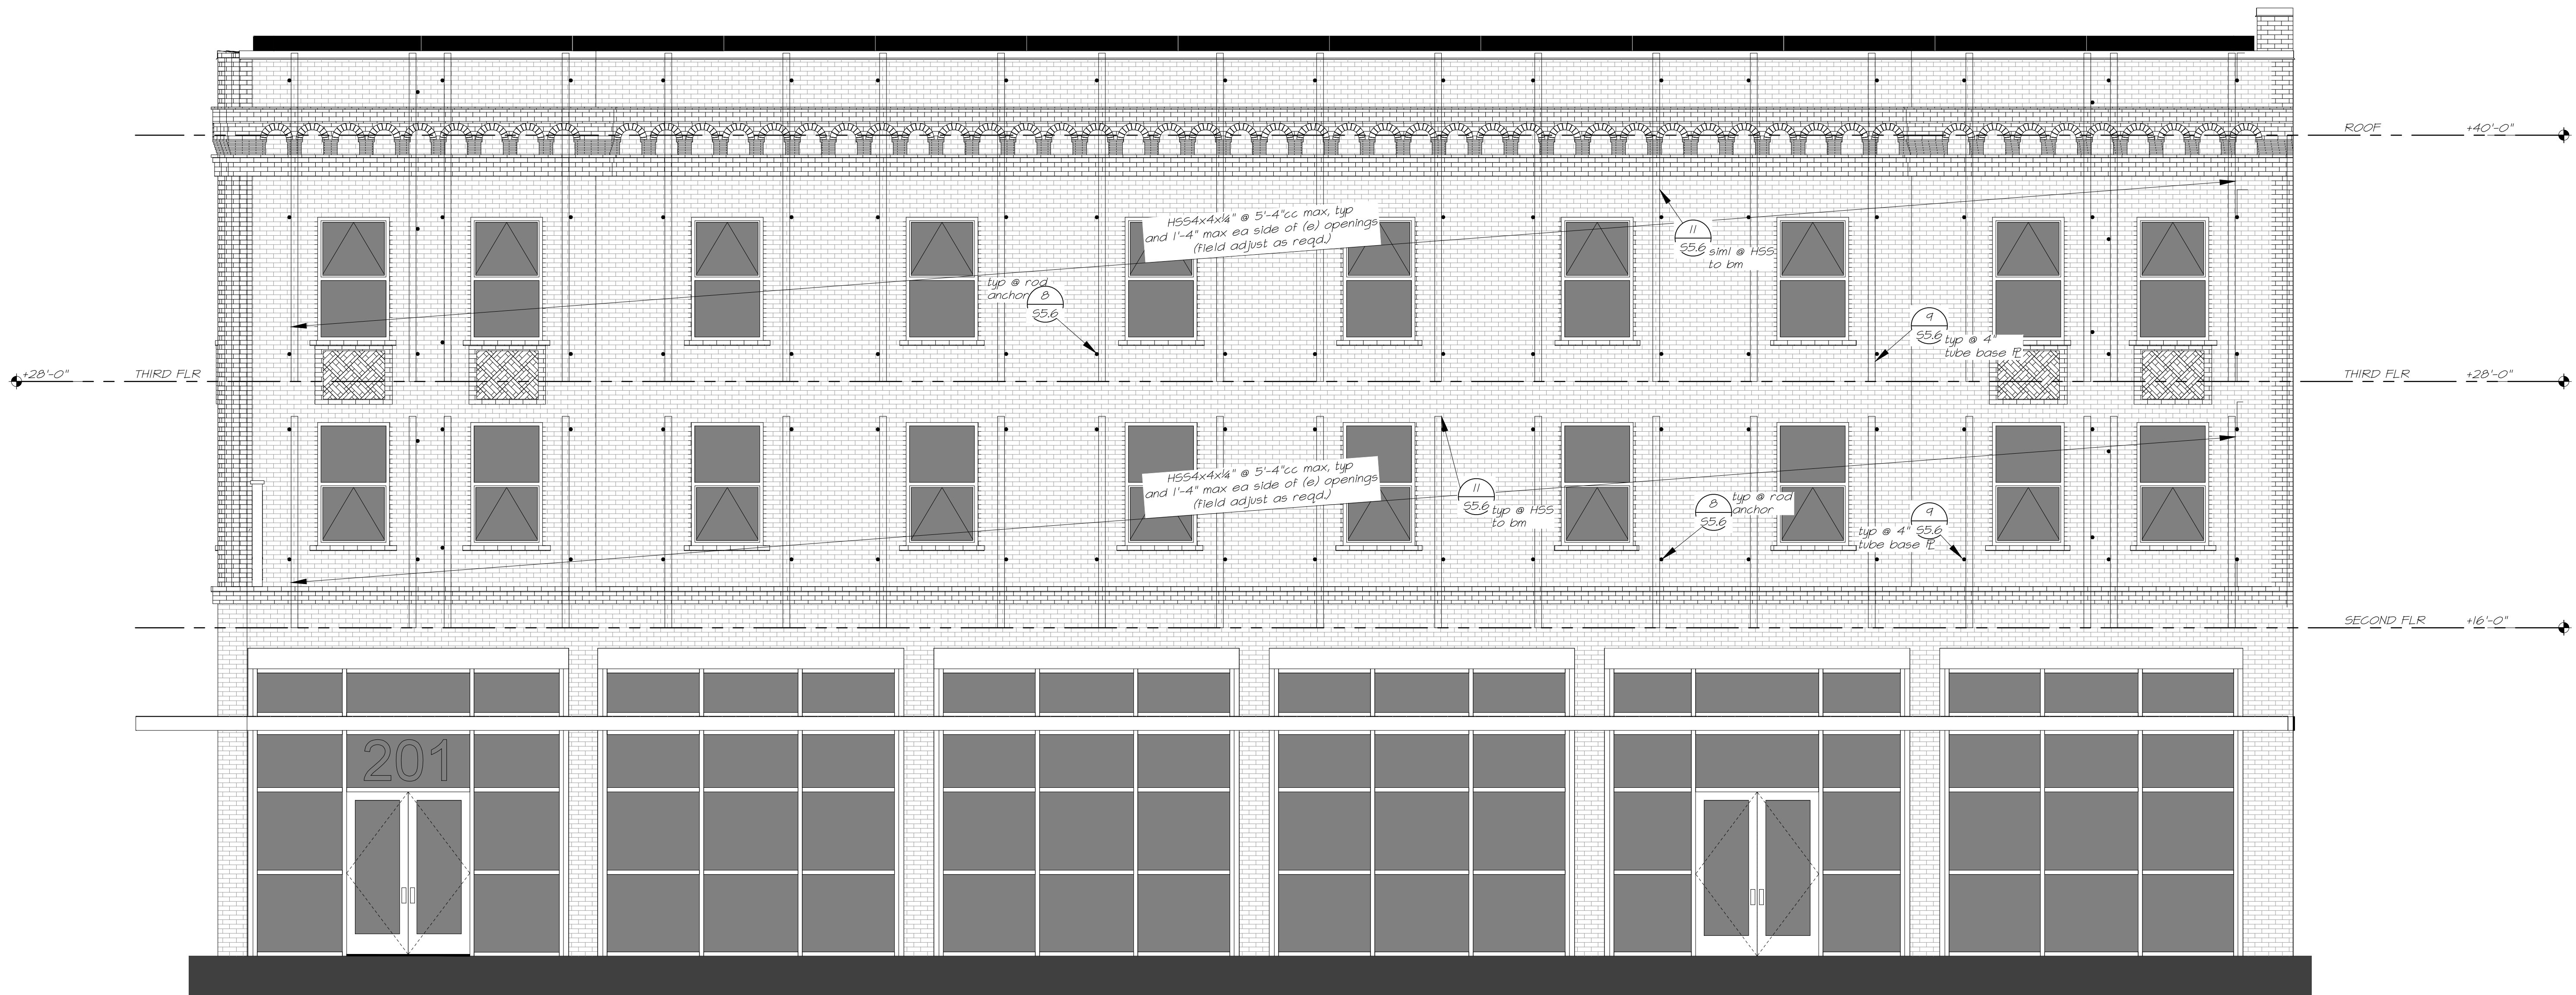 ROOF +40'-0"
HSS4x4x¼" @ 5'-4"cc max, typ
and 1'-4" max ea side of (e) openings
(field adjust as reqd.)
11
S5.6
simi @ HSS
to bm
typ @ rod
anchor
8
S5.6
9
S5.6
typ @ 4"
tube base ⅊
+28'-0" THIRD FLR
THIRD FLR +28'-0"
HSS4x4x¼" @ 5'-4"cc max, typ
and 1'-4" max ea side of (e) openings
(field adjust as reqd.)
11
S5.6
typ @ HSS
to bm
8
S5.6
typ @ rod
anchor
9
S5.6
typ @ 4"
tube base ⅊
SECOND FLR +16'-0"
201